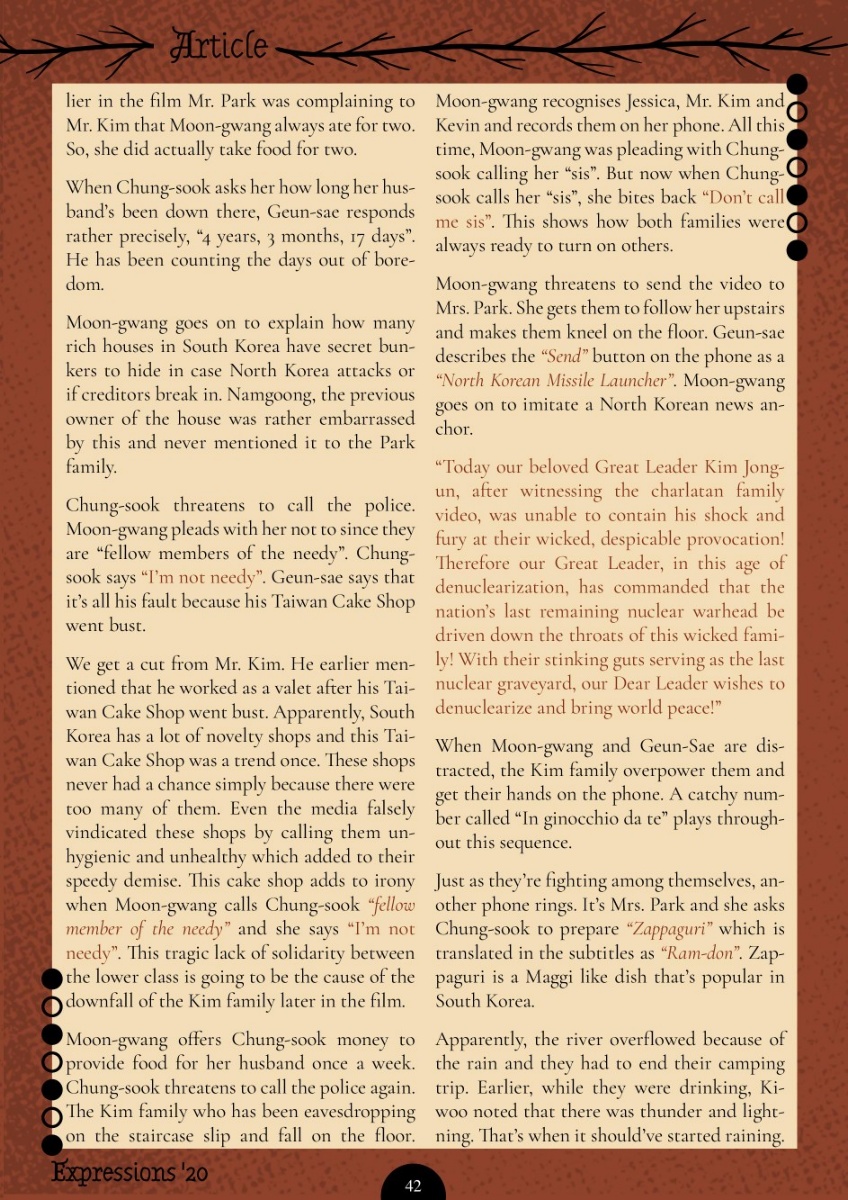 Article
lier in the film Mr. Park was complaining to
Mr. Kim that Moon-gwang always ate for two.
So, she did actually take food for two.
When Chung-sook asks her how long her hus-
band's been down there, Geun-sae responds
rather precisely, “4 years, 3 months, 17 days”.
He has been counting the days out of bore-
dom.
Moon-gwang goes on to explain how many
rich houses in South Korea have secret bun-
kers to hide in case North Korea attacks or
if creditors break in. Namgoong, the previous
owner of the house was rather embarrassed
by this and never mentioned it to the Park
family.
Chung-sook threatens to call the police.
Moon-gwang pleads with her not to since they
are “fellow members of the needy”. Chung-
sook says “I'm not needy”. Geun-sae says that
it's all his fault because his Taiwan Cake Shop
went bust.
We get a cut from Mr. Kim. He earlier men-
tioned that he worked as a valet after his Tai-
wan Cake Shop went bust. Apparently, South
Korea has a lot of novelty shops and this Tai-
wan Cake Shop was a trend once. These shops
never had a chance simply because there were
too many of them. Even the media falsely
vindicated these shops by calling them un-
hygienic and unhealthy which added to their
speedy demise. This cake shop adds to irony
when Moon-gwang calls Chung-sook “fellow
member of the needy” and she says “I'm not
needy”. This tragic lack of solidarity between
the lower class is going to be the cause of the
downfall of the Kim family later in the film.
Moon-gwang offers Chung-sook money to
provide food for her husband once a week.
Chung-sook threatens to call the police again.
The Kim family who has been eavesdropping
on the staircase slip and fall on the floor.
Moon-gwang recognises Jessica, Mr. Kim and
Kevin and records them on her phone. All this
time, Moon-gwang was pleading with Chung-
sook calling her “sis”. But now when Chung-
sook calls her “sis”, she bites back “Don't call
me sis”. This shows how both families were
always ready to turn on others.
Moon-gwang threatens to send the video to
Mrs. Park. She gets them to follow her upstairs
and makes them kneel on the floor. Geun-sae
describes the “Send” button on the phone as a
“North Korean Missile Launcher”. Moon-gwang
goes on to imitate a North Korean news an-
chor.
“Today our beloved Great Leader Kim Jong-
un, after witnessing the charlatan family
video, was unable to contain his shock and
fury at their wicked, despicable provocation!
Therefore our Great Leader, in this age of
denuclearization, has commanded that the
nation's last remaining nuclear warhead be
driven down the throats of this wicked fami-
ly! With their stinking guts serving as the last
nuclear graveyard, our Dear Leader wishes to
denuclearize and bring world peace!”
When Moon-gwang and Geun-Sae are dis-
tracted, the Kim family overpower them and
get their hands on the phone. A catchy num-
ber called “In ginocchio da te” plays through-
out this sequence.
Just as they're fighting among themselves, an-
other phone rings. It's Mrs. Park and she asks
Chung-sook to prepare “Zappaguri” which is
translated in the subtitles as “Ram-don”. Zap-
paguri is a Maggi like dish that's popular in
South Korea.
Apparently, the river overflowed because of
the rain and they had to end their camping
trip. Earlier, while they were drinking, Ki-
woo noted that there was thunder and light-
ning. That's when it should've started raining.
Expressions '20
42